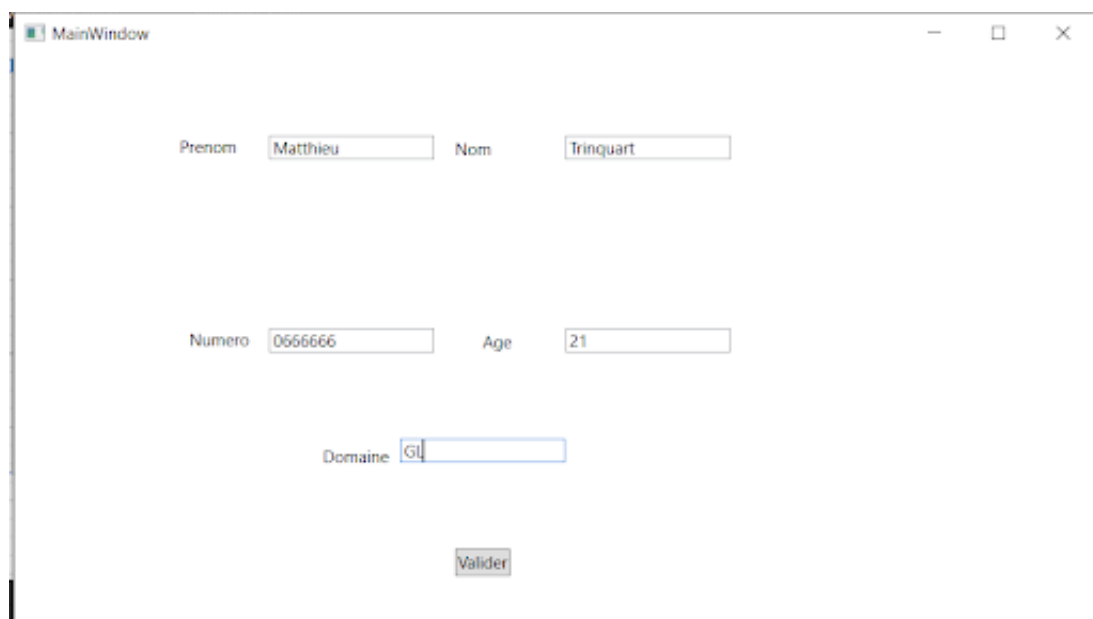 MainWindow
Prenom Matthieu Nom Trinquart
Numero 0666666 Age 21
Domaine GL
Valider